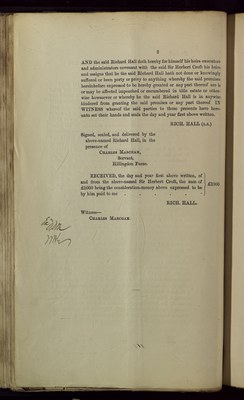 3
AND the said Richard Hall doth hereby for himself his heirs executors
and administrators covenant with the said Sir Herbert Croft his heirs
and assigns that he the said Richard Hall hath not done or knowingly
suffered or been party or privy to anything whereby the said premises
hereinbefore expressed to be hereby granted or any part thereof are is
or may be affected imperilled or encumbered in title estate or other-
wise howsoever or whereby he the said Richard Hall is in anywise
hindered from granting the said premises or any part thereof IN
WITNESS whereof the said parties to these presents have here-
unto set their hands and seals the day and year first above written.
RICH. HALL (L.S.)
Signed, sealed, and delivered by the
above-named Richard Hall, in the
presence of
CHARLES MARCHAM,
Servant,
Hillingdon Furze.
RECEIVED, the day and year first above written, of
and from the above-named Sir Herbert Croft, the sum of
£2000 being the consideration-money above expressed to be
by him paid to me
£2000
RICH. HALL.
Witness—
CHARLES MARCHAM